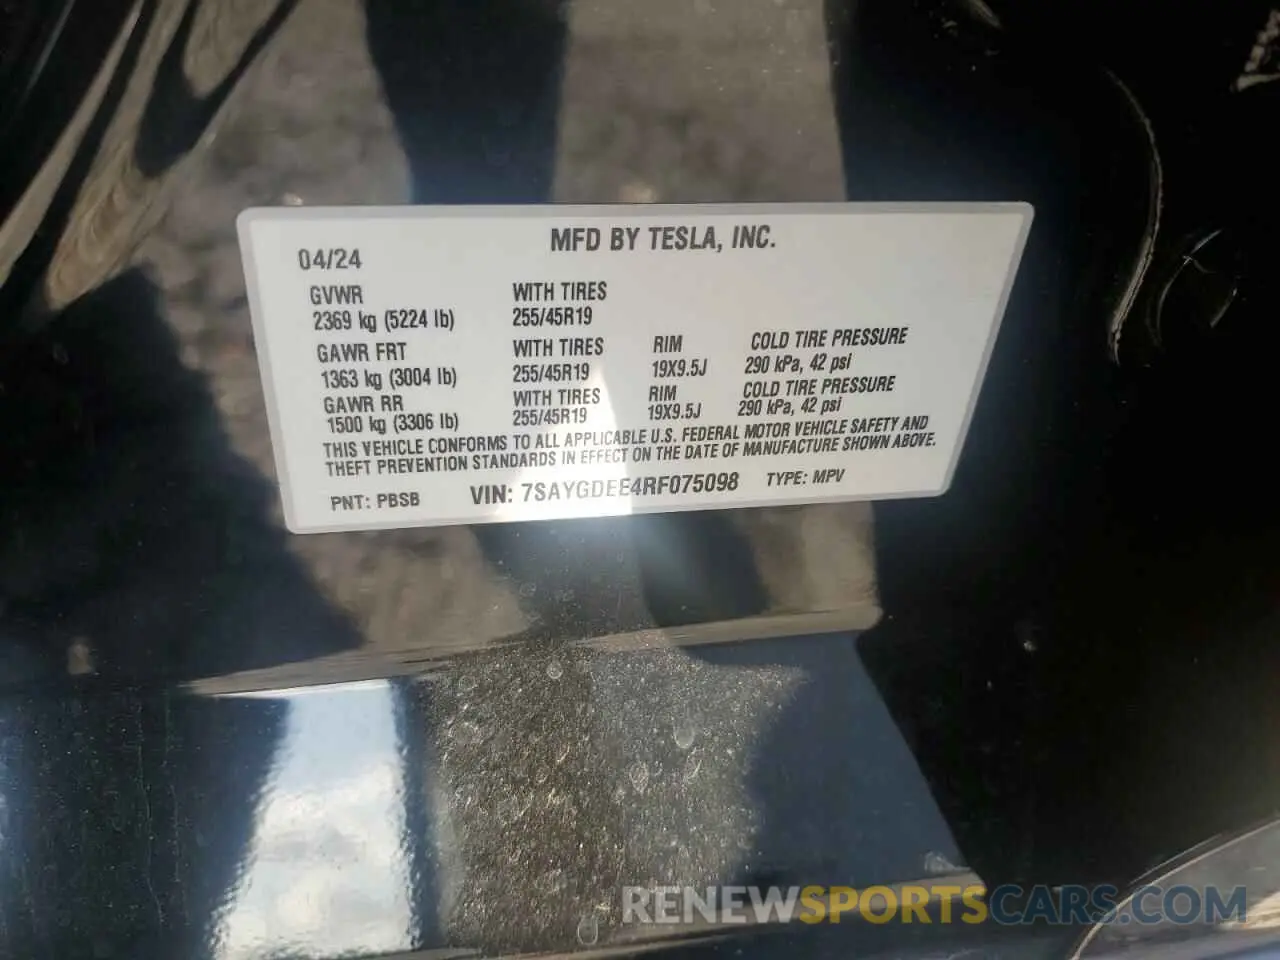 MFD BY TESLA, INC.
04/24
GVWR WITH TIRES
2369 kg (5224 lb) 255/45R19
GAWR FRT WITH TIRES RIM COLD TIRE PRESSURE
1363 kg (3004 lb) 255/45R19 19X9.5J 290 kPa, 42 psi
GAWR RR WITH TIRES RIM COLD TIRE PRESSURE
1500 kg (3306 lb) 255/45R19 19X9.5J 290 kPa, 42 psi
THIS VEHICLE CONFORMS TO ALL APPLICABLE U.S. FEDERAL MOTOR VEHICLE SAFETY AND
THEFT PREVENTION STANDARDS IN EFFECT ON THE DATE OF MANUFACTURE SHOWN ABOVE.
PNT: PBSB VIN: 7SAYGDEE4RF075098 TYPE: MPV
RENEWSPORTSCARS.COM